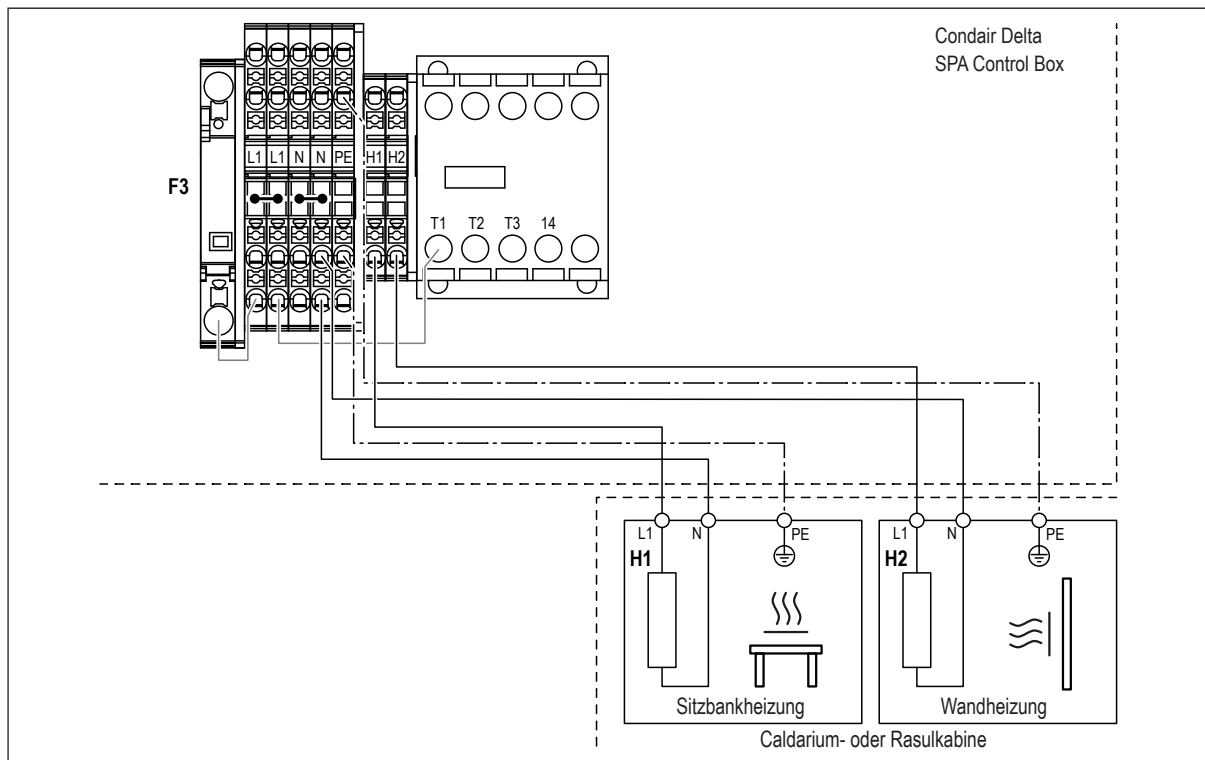 Condair Delta
SPA Control Box
F3
L1 L1 N N PE H1 H2
T1 T2 T3 14
L1 N PE
H1
Sitzbankheizung
L1 N PE
H2
Wandheizung
Caldarium- oder Rasulkabine